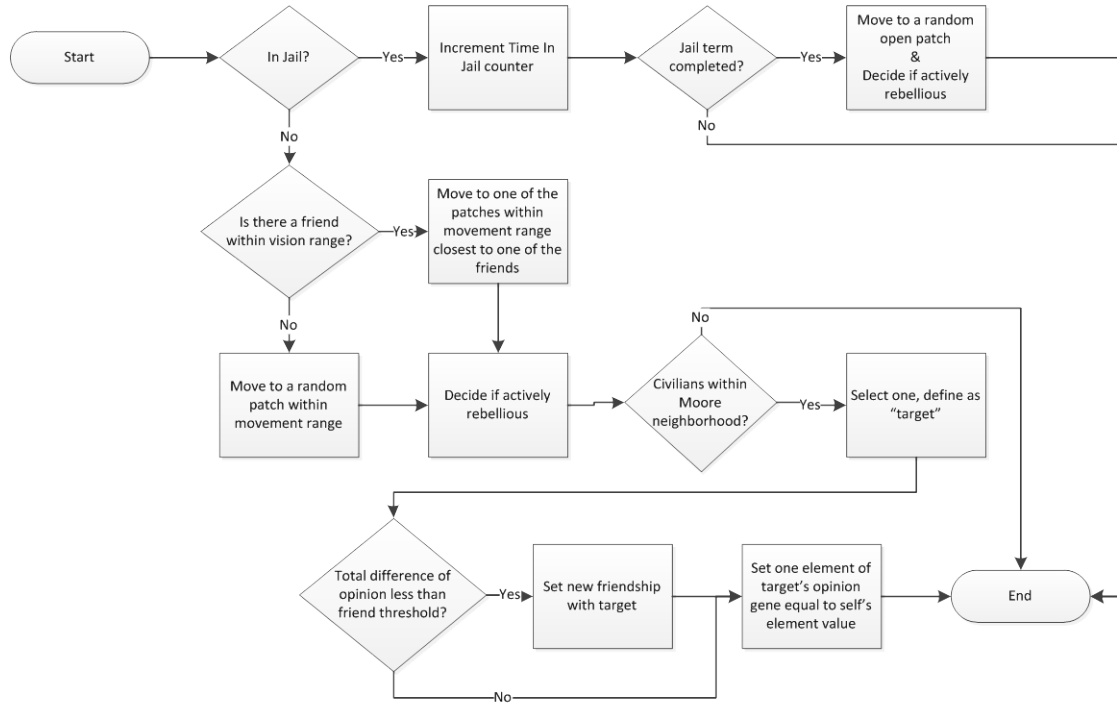 Start
In Jail?
Yes
Increment Time In
Jail counter
Jail term
completed?
Yes
Move to a random
open patch
&
Decide if actively
rebellious
No
No
Is there a friend
within vision range?
Yes
Move to one of the
patches within
movement range
closest to one of the
friends
No
Move to a random
patch within
movement range
Decide if actively
rebellious
No
Civilians within
Moore
neighborhood?
Yes
Select one, define as
“target”
Total difference of
opinion less than
friend threshold?
Yes
Set new friendship
with target
Set one element of
target’s opinion
gene equal to self’s
element value
End
No